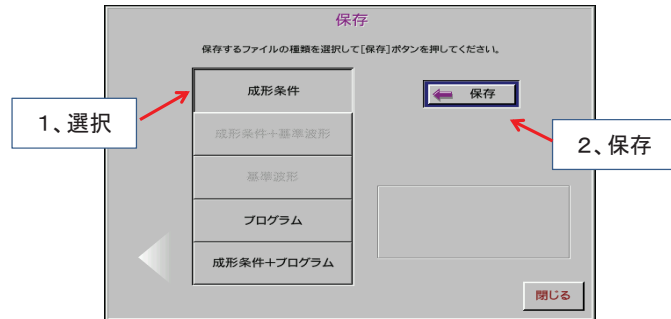 保存
保存するファイルの種類を選択して[保存]ボタンを押してください。
成形条件
保存
1、選択
成形条件+基準波形
2、保存
基準波形
プログラム
成形条件+プログラム
閉じる